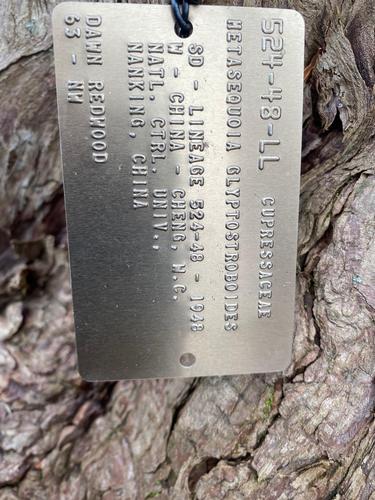 524-48-LL CUPRESSACEAE
METASEQUOIA GLYPTOSTROBOIDES
SD - LINEAGE 524-48 - 1948
W - CHINA - CHENG, W.C.
NATL. CTRL. UNIV.,
NANKING, CHINA
DAWN REDWOOD
63 - NW